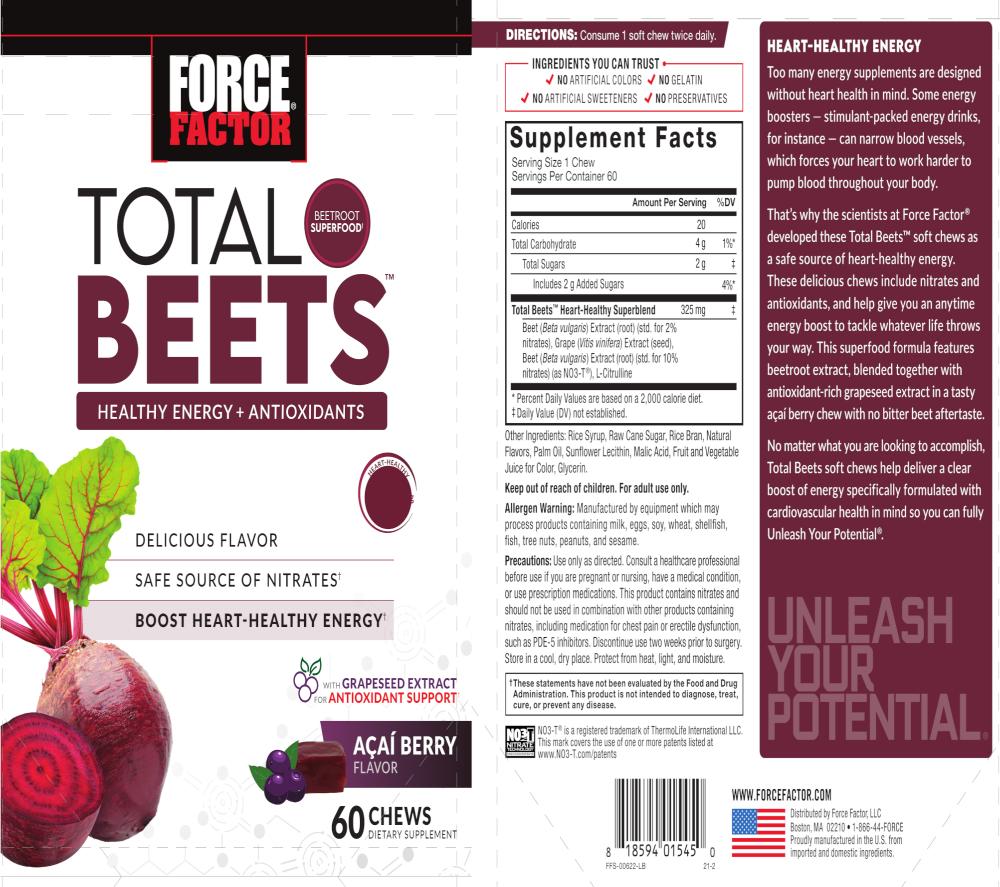 FORCE
FACTOR®
TOTAL
BEETROOT
SUPERFOOD†
BEETS™
HEALTHY ENERGY + ANTIOXIDANTS
HEART-HEALTHY
DELICIOUS FLAVOR
SAFE SOURCE OF NITRATES†
BOOST HEART-HEALTHY ENERGY†
WITH GRAPESEED EXTRACT
FOR ANTIOXIDANT SUPPORT†
AÇAÍ BERRY
FLAVOR
60 CHEWS
DIETARY SUPPLEMENT
DIRECTIONS: Consume 1 soft chew twice daily.
INGREDIENTS YOU CAN TRUST
✓ NO ARTIFICIAL COLORS ✓ NO GELATIN
✓ NO ARTIFICIAL SWEETENERS ✓ NO PRESERVATIVES
Supplement Facts
Serving Size 1 Chew
Servings Per Container 60
Amount Per Serving %DV
Calories 20
Total Carbohydrate 4 g 1%*
Total Sugars 2 g ‡
Includes 2 g Added Sugars 4%*
Total Beets™ Heart-Healthy Superblend 325 mg ‡
Beet (Beta vulgaris) Extract (root) (std. for 2%
nitrates), Grape (Vitis vinifera) Extract (seed),
Beet (Beta vulgaris) Extract (root) (std. for 10%
nitrates) (as NO3-T®), L-Citrulline
* Percent Daily Values are based on a 2,000 calorie diet.
‡ Daily Value (DV) not established.
Other Ingredients: Rice Syrup, Raw Cane Sugar, Rice Bran, Natural
Flavors, Palm Oil, Sunflower Lecithin, Malic Acid, Fruit and Vegetable
Juice for Color, Glycerin.
Keep out of reach of children. For adult use only.
Allergen Warning: Manufactured by equipment which may
process products containing milk, eggs, soy, wheat, shellfish,
fish, tree nuts, peanuts, and sesame.
Precautions: Use only as directed. Consult a healthcare professional
before use if you are pregnant or nursing, have a medical condition,
or use prescription medications. This product contains nitrates and
should not be used in combination with other products containing
nitrates, including medication for chest pain or erectile dysfunction,
such as PDE-5 inhibitors. Discontinue use two weeks prior to surgery.
Store in a cool, dry place. Protect from heat, light, and moisture.
†These statements have not been evaluated by the Food and Drug
Administration. This product is not intended to diagnose, treat,
cure, or prevent any disease.
NO3-T
NITRATE
TECHNOLOGY
NO3-T® is a registered trademark of ThermoLife International LLC.
This mark covers the use of one or more patents listed at
www.NO3-T.com/patents
8 18594 01545 0
FFS-00622-LB 21-2
HEART-HEALTHY ENERGY
Too many energy supplements are designed
without heart health in mind. Some energy
boosters – stimulant-packed energy drinks,
for instance – can narrow blood vessels,
which forces your heart to work harder to
pump blood throughout your body.
That's why the scientists at Force Factor®
developed these Total Beets™ soft chews as
a safe source of heart-healthy energy.
These delicious chews include nitrates and
antioxidants, and help give you an anytime
energy boost to tackle whatever life throws
your way. This superfood formula features
beetroot extract, blended together with
antioxidant-rich grapeseed extract in a tasty
açaí berry chew with no bitter beet aftertaste.
No matter what you are looking to accomplish,
Total Beets soft chews help deliver a clear
boost of energy specifically formulated with
cardiovascular health in mind so you can fully
Unleash Your Potential®.
UNLEASH
YOUR
POTENTIAL®
WWW.FORCEFACTOR.COM
Distributed by Force Factor, LLC
Boston, MA 02210 • 1-866-44-FORCE
Proudly manufactured in the U.S. from
imported and domestic ingredients.